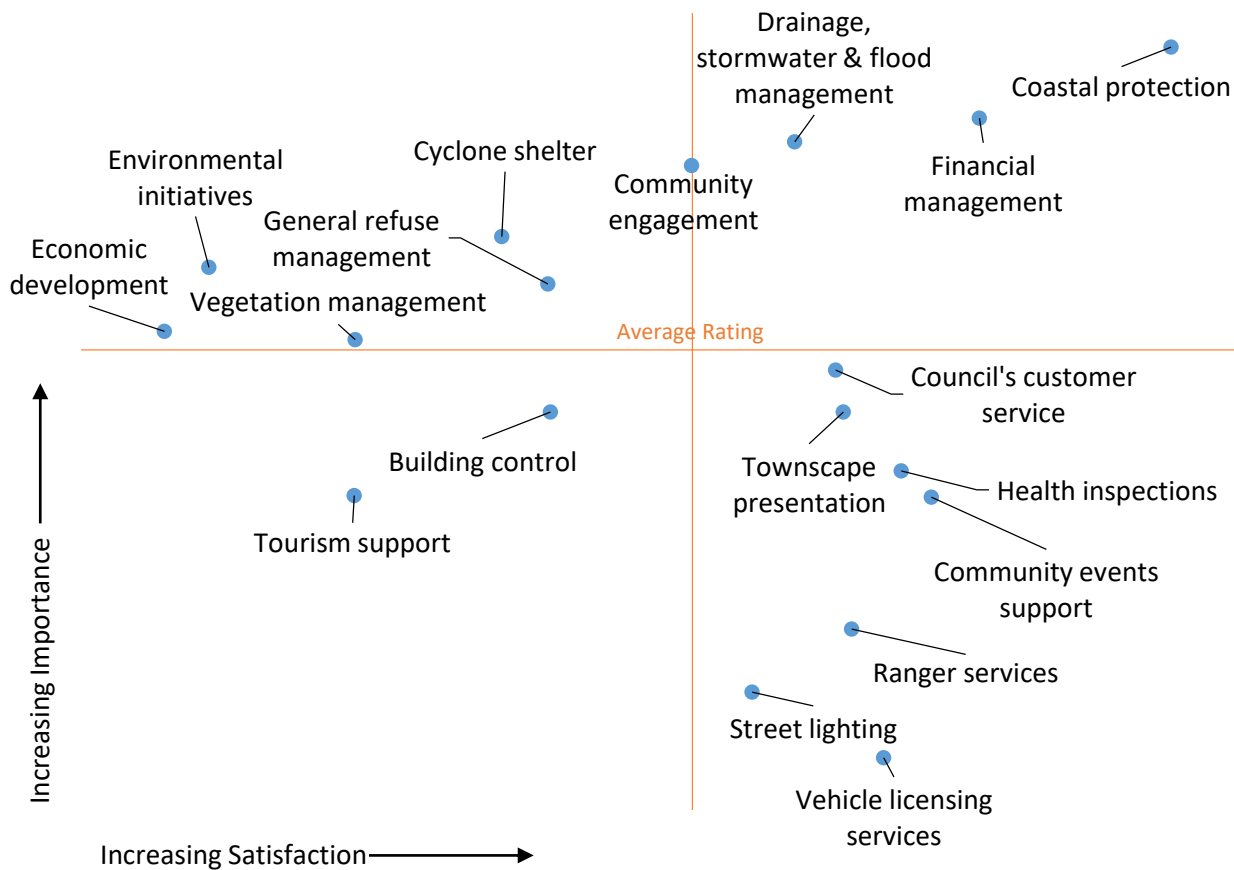 Drainage,
stormwater & flood
management
Coastal protection
Cyclone shelter
Environmental
initiatives
Financial
management
Community
engagement
General refuse
management
Economic
development
Vegetation management
Average Rating
Council's customer
service
Building control
Townscape
presentation
Health inspections
Tourism support
Community events
support
Ranger services
Street lighting
Vehicle licensing
services
Increasing Importance
Increasing Satisfaction